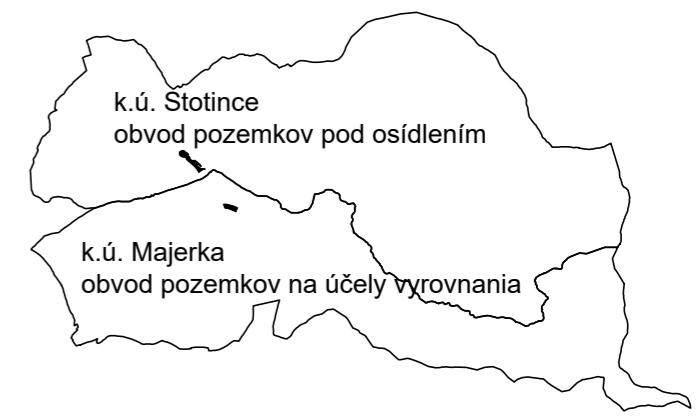 k.ú. Stotince
obvod pozemkov pod osídlením
k.ú. Majerka
obvod pozemkov na účely vyrovnania